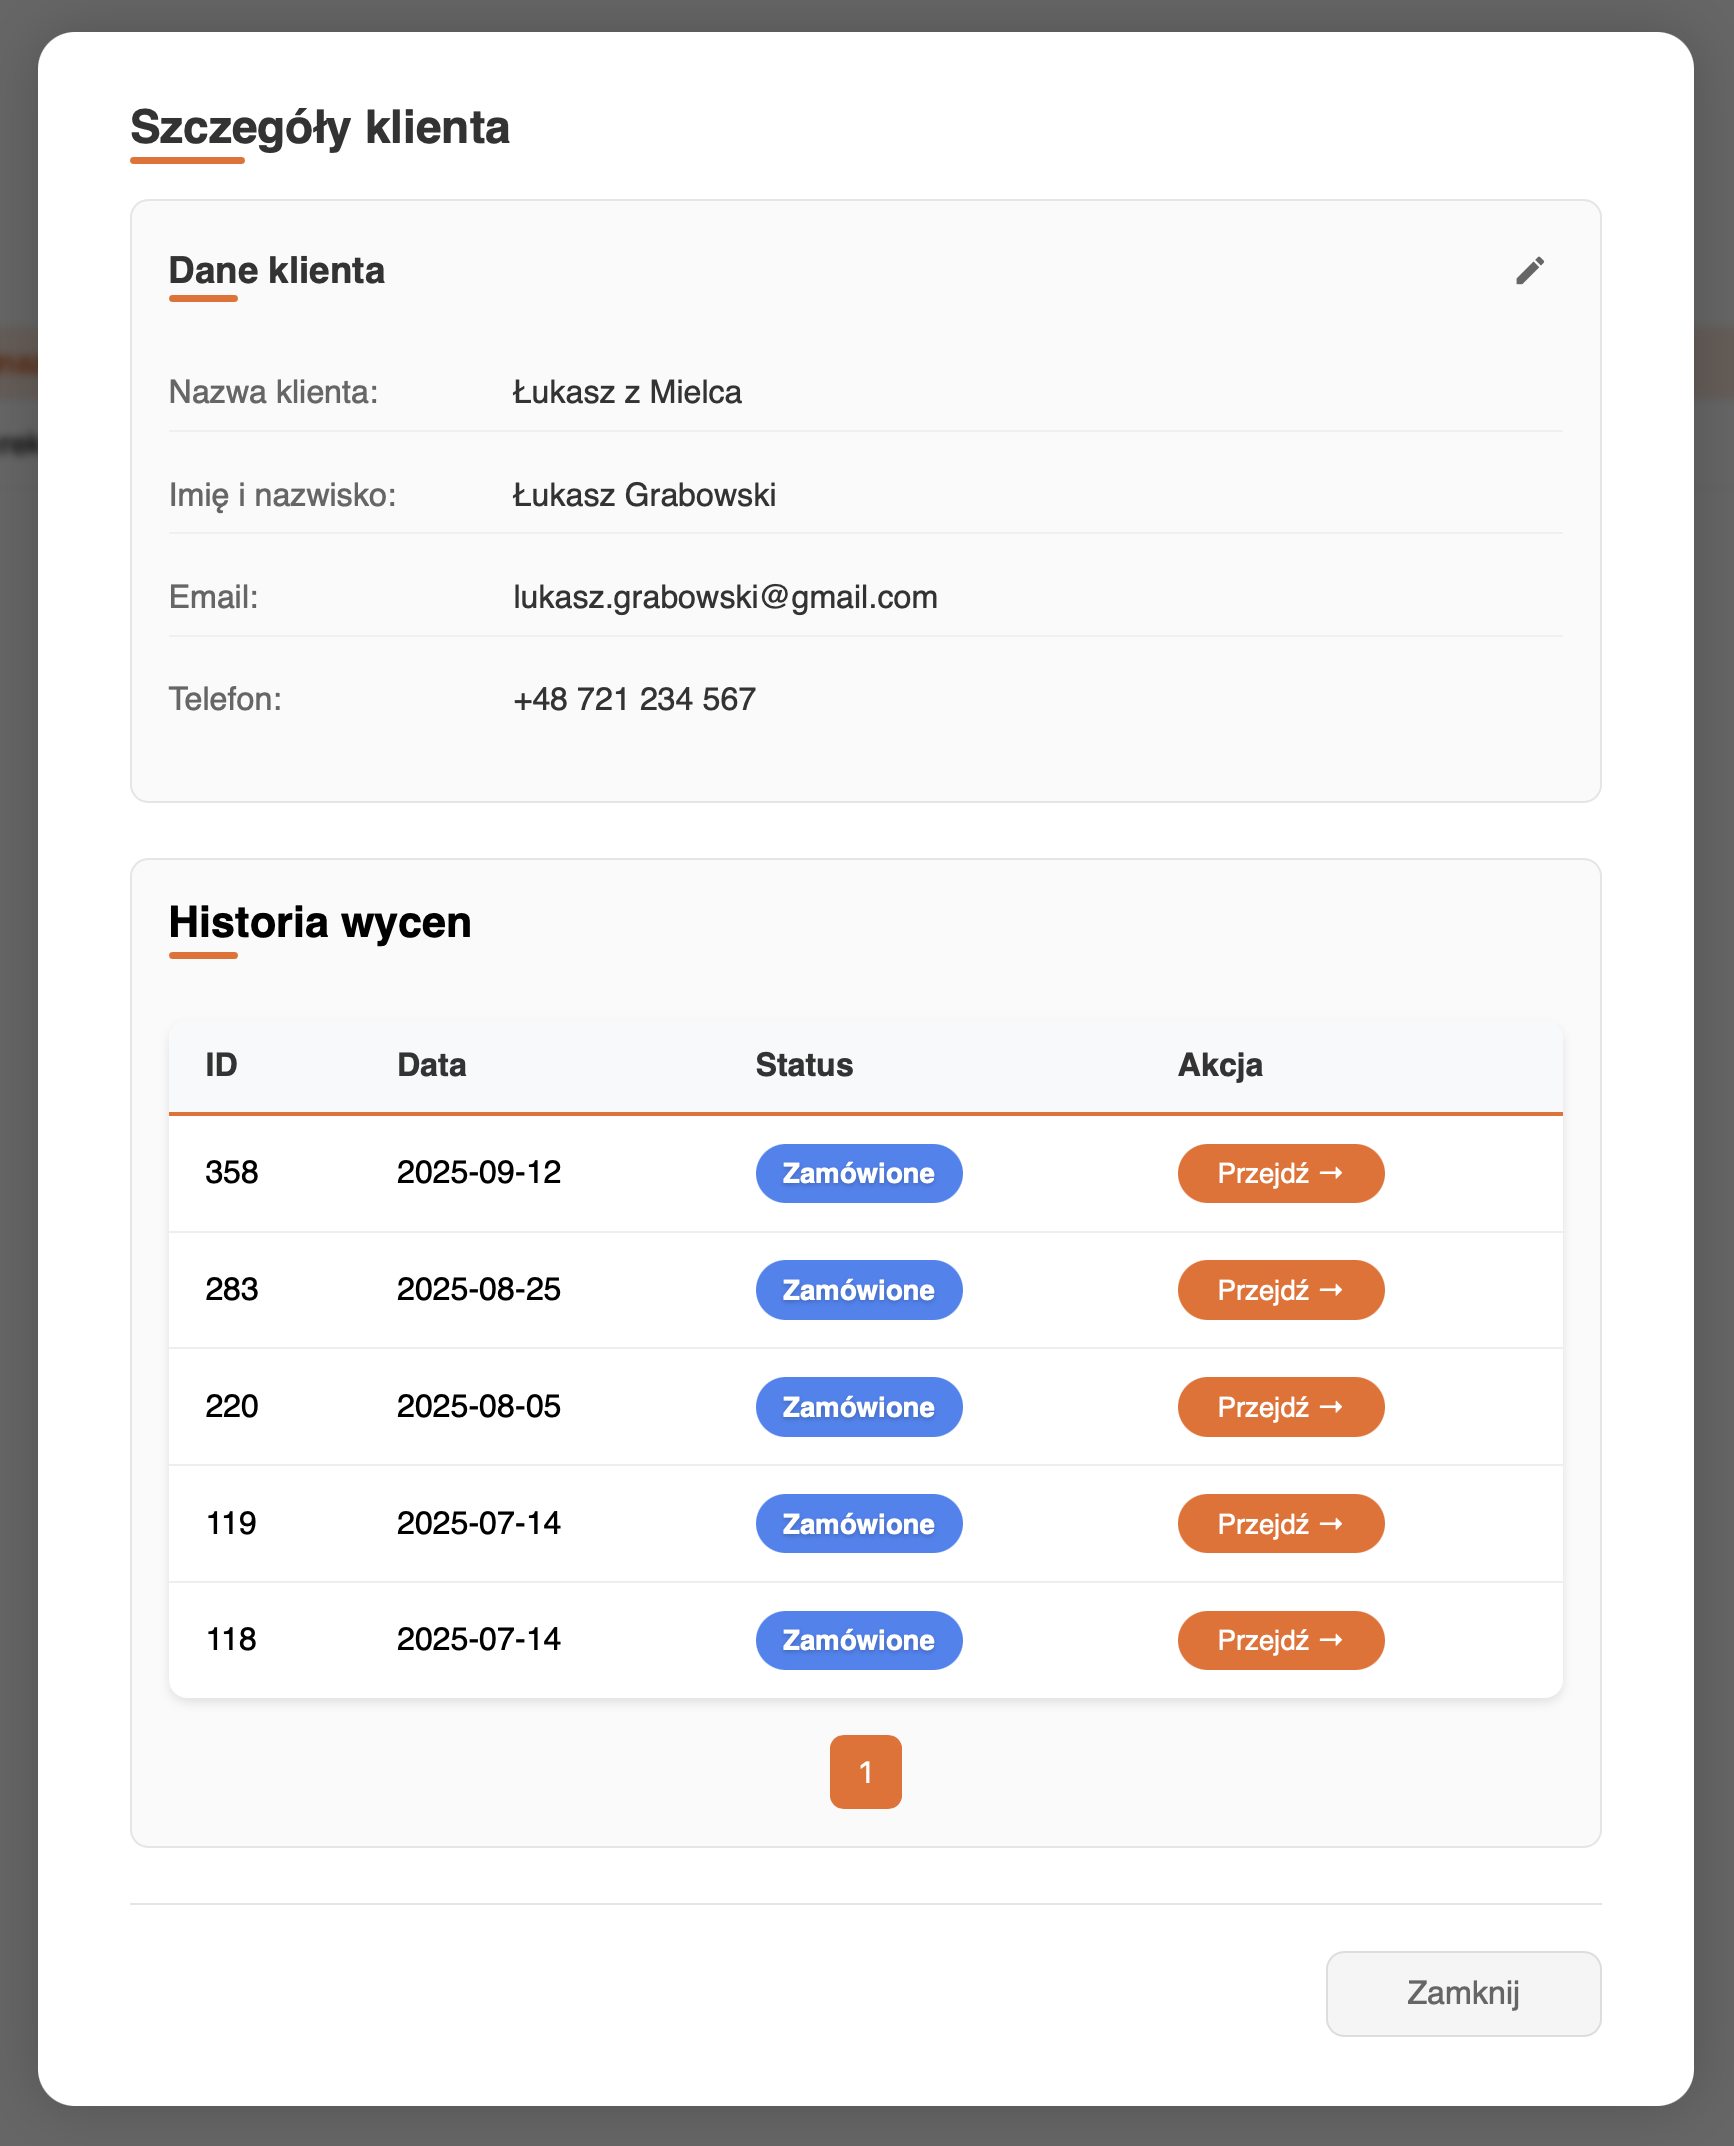 Szczegóły klienta
Dane klienta
Nazwa klienta: Łukasz z Mielca
Imię i nazwisko: Łukasz Grabowski
Email: lukasz.grabowski@gmail.com
Telefon: +48 721 234 567
Historia wycen
ID Data Status Akcja
358 2025-09-12 Zamówione Przejdź →
283 2025-08-25 Zamówione Przejdź →
220 2025-08-05 Zamówione Przejdź →
119 2025-07-14 Zamówione Przejdź →
118 2025-07-14 Zamówione Przejdź →
1
Zamknij